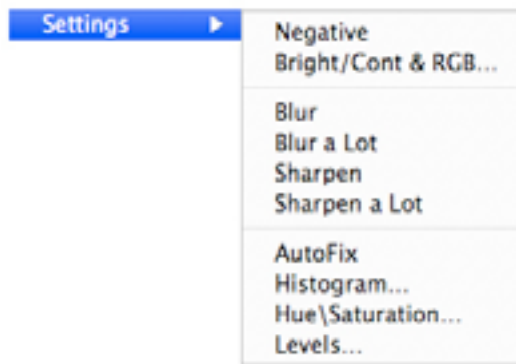 Settings
Negative
Bright/Cont & RGB...
Blur
Blur a Lot
Sharpen
Sharpen a Lot
AutoFix
Histogram...
Hue\Saturation...
Levels...